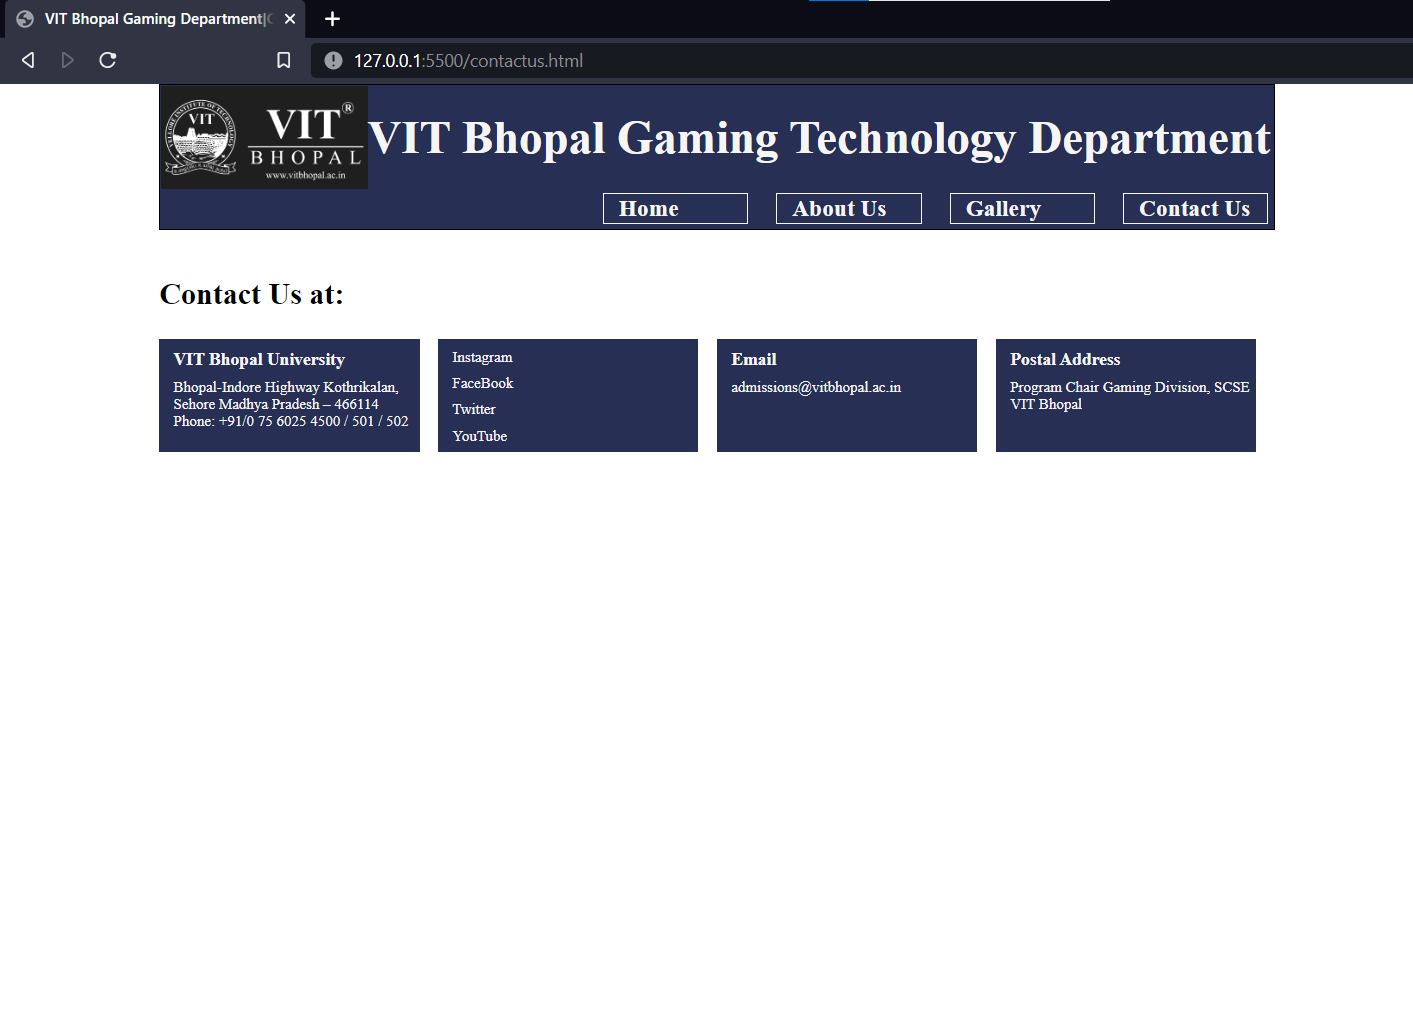 VIT Bhopal Gaming Department|
127.0.0.1:5500/contactus.html
VIT
VIT®
BHOPAL
www.vitbhopal.ac.in
VIT Bhopal Gaming Technology Department
Home About Us Gallery Contact Us
Contact Us at:
VIT Bhopal University
Bhopal-Indore Highway Kothrikalan,
Sehore Madhya Pradesh – 466114
Phone: +91/0 75 6025 4500 / 501 / 502
Instagram
FaceBook
Twitter
YouTube
Email
admissions@vitbhopal.ac.in
Postal Address
Program Chair Gaming Division, SCSE
VIT Bhopal